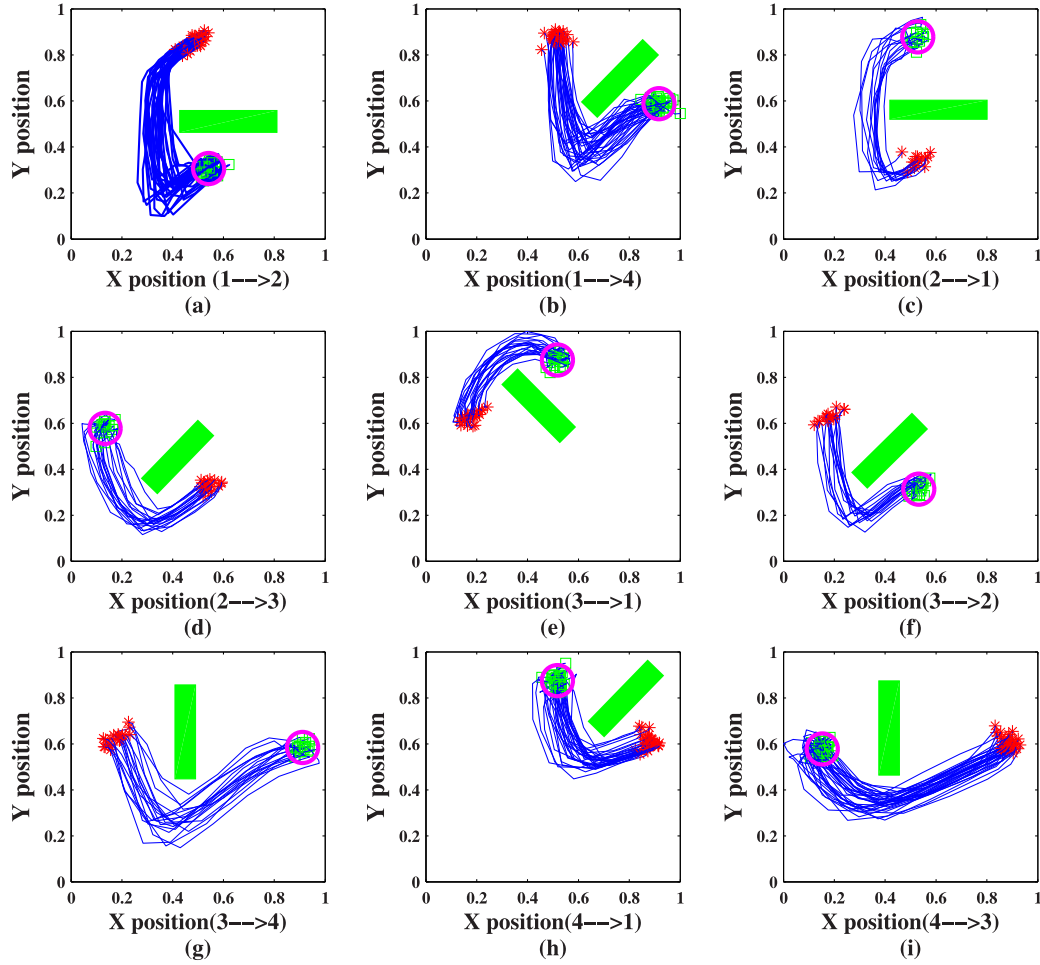 Y position
1
0.8
0.6
0.4
0.2
0
0 0.2 0.4 0.6 0.8 1
X position (1-->2)
(a)
Y position
1
0.8
0.6
0.4
0.2
0
0 0.2 0.4 0.6 0.8 1
X position(1-->4)
(b)
Y position
1
0.8
0.6
0.4
0.2
0
0 0.2 0.4 0.6 0.8 1
X position(2-->1)
(c)
Y position
1
0.8
0.6
0.4
0.2
0
0 0.2 0.4 0.6 0.8 1
X position(2-->3)
(d)
Y position
1
0.8
0.6
0.4
0.2
0
0 0.2 0.4 0.6 0.8 1
X position(3-->1)
(e)
Y position
1
0.8
0.6
0.4
0.2
0
0 0.2 0.4 0.6 0.8 1
X position(3-->2)
(f)
Y position
1
0.8
0.6
0.4
0.2
0
0 0.2 0.4 0.6 0.8 1
X position(3-->4)
(g)
Y position
1
0.8
0.6
0.4
0.2
0
0 0.2 0.4 0.6 0.8 1
X position(4-->1)
(h)
Y position
1
0.8
0.6
0.4
0.2
0
0 0.2 0.4 0.6 0.8 1
X position(4-->3)
(i)